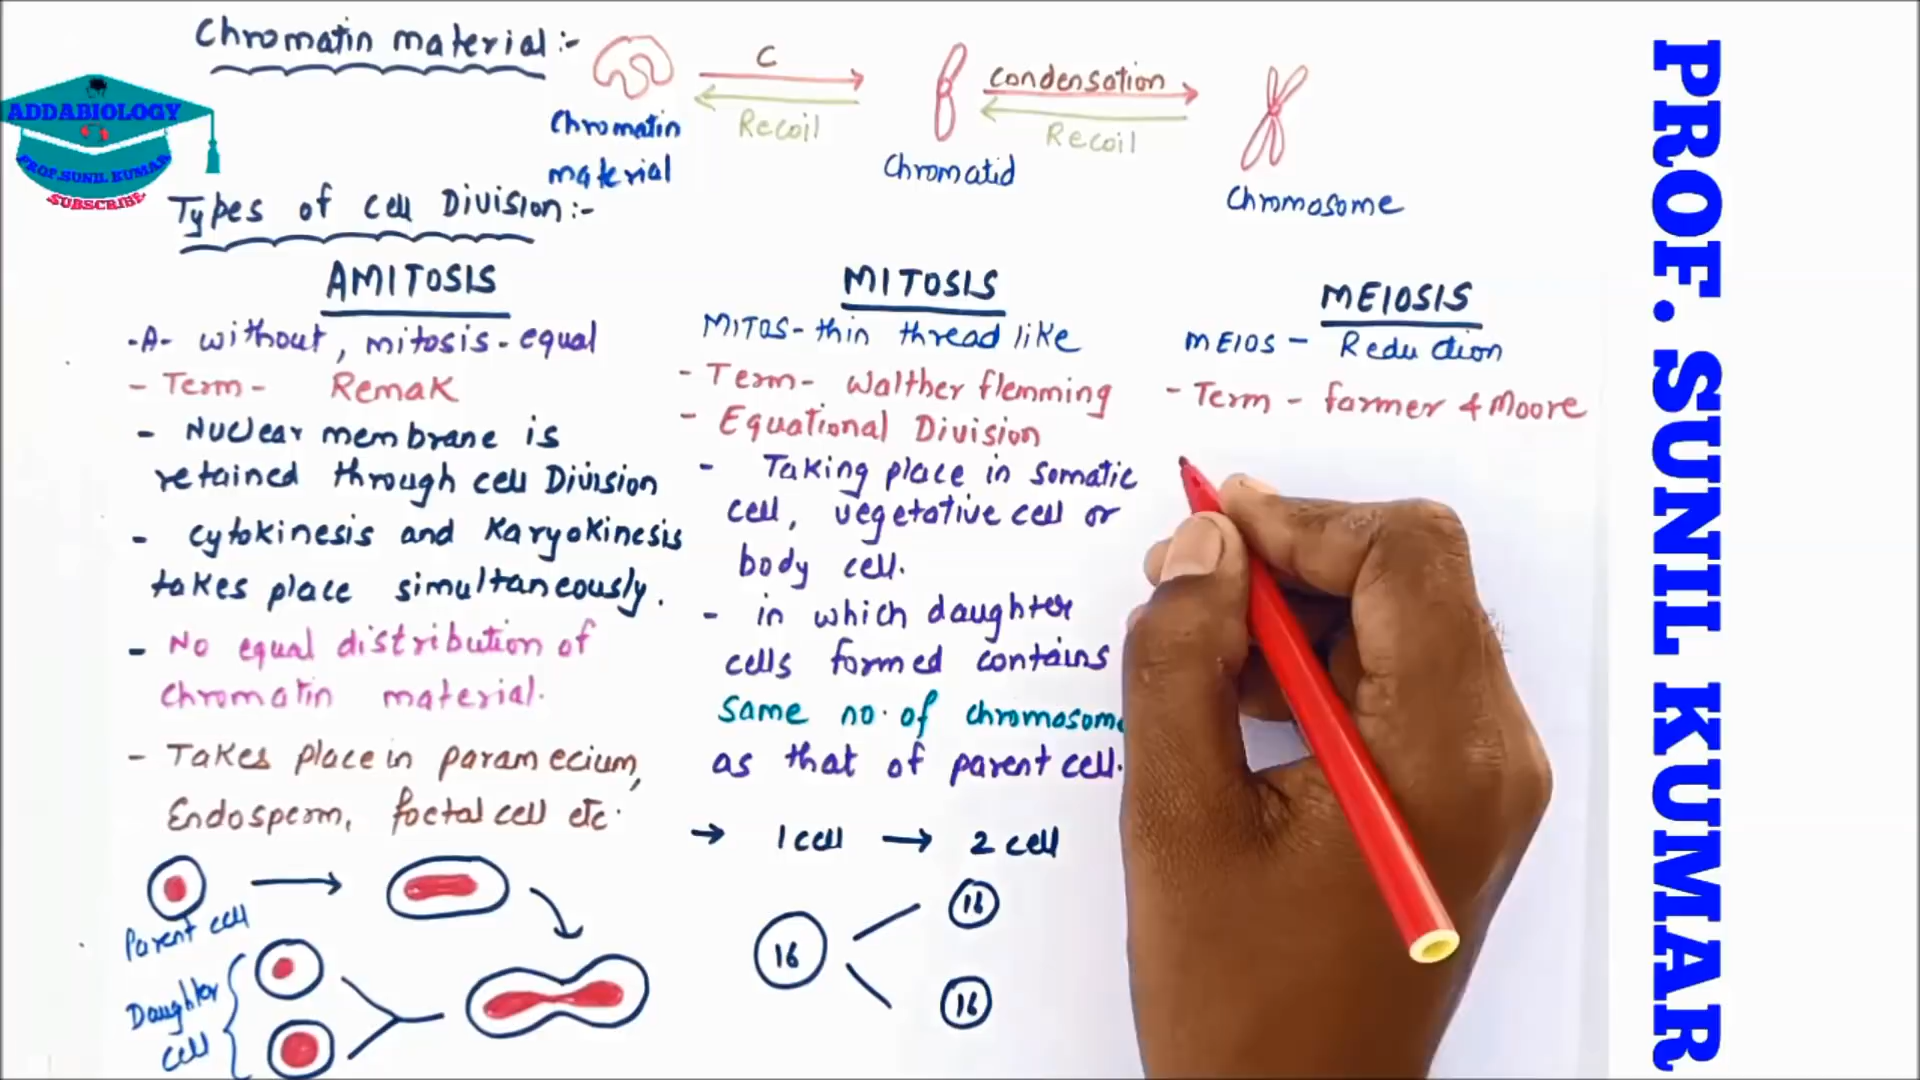 Chromatin material:-
C
Recoil
condensation
Recoil
Chromatin
material
Chromatid
Chromosome
ADDABIOLOGY
PROF.SUNIL KUMAR
SUBSCRIBE
Types of cell Division:-
AMITOSIS
-A- without, mitosis-equal
- Term- Remak
- Nuclear membrane is
retained through cell Division
- cytokinesis and Karyokinesis
takes place simultaneously.
- No equal distribution of
chromatin material.
- Takes place in paramecium,
Endosperm, foetal cell etc.
Parent cell
Daughter
cell
MITOSIS
MITOS-thin thread like
- Term- Walther flemming
- Equational Division
- Taking place in somatic
cell, vegetative cell or
body cell.
- in which daughter
cells formed contains
same no. of chromosome
as that of parent cell.
→ 1 cell → 2 cell
16
16
16
MEIOSIS
MEIOS - Reduction
- Term - farmer & Moore
PROF. SUNIL KUMAR